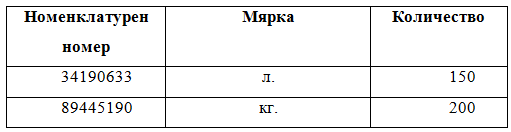 Номенклатурен номер Мярка Количество
34190633 л. 150
89445190 кг. 200